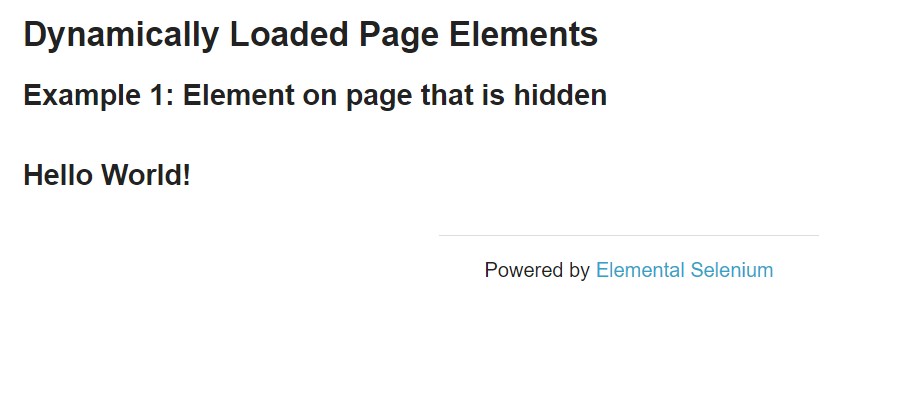 Dynamically Loaded Page Elements
Example 1: Element on page that is hidden
Hello World!
Powered by Elemental Selenium